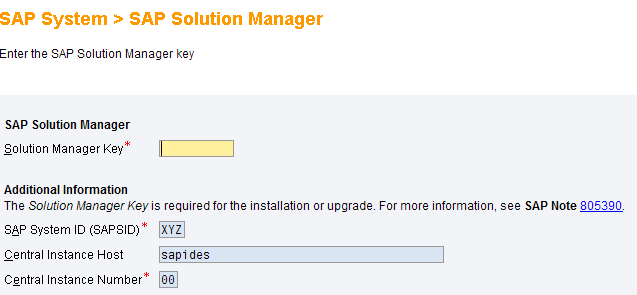 SAP System > SAP Solution Manager
Enter the SAP Solution Manager key
SAP Solution Manager
Solution Manager Key*
Additional Information
The Solution Manager Key is required for the installation or upgrade. For more information, see SAP Note 805390.
SAP System ID (SAPSID)* XYZ
Central Instance Host sapides
Central Instance Number* 00